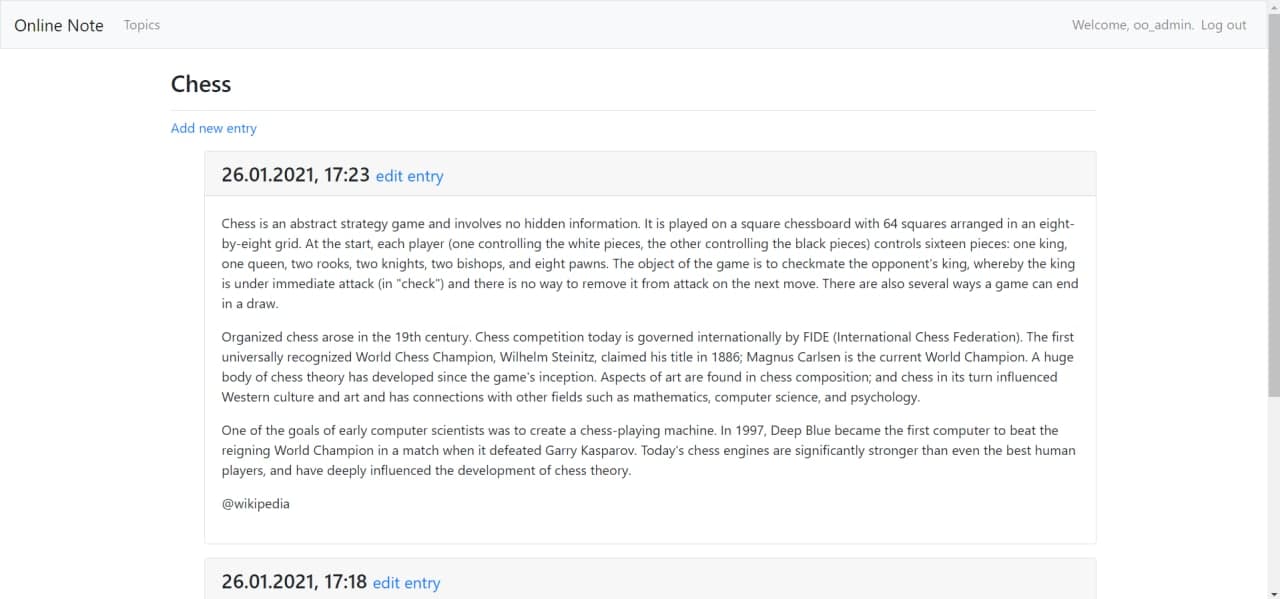 Online Note Topics Welcome, oo_admin. Log out
Chess
Add new entry
26.01.2021, 17:23 edit entry
Chess is an abstract strategy game and involves no hidden information. It is played on a square chessboard with 64 squares arranged in an eight-
by-eight grid. At the start, each player (one controlling the white pieces, the other controlling the black pieces) controls sixteen pieces: one king,
one queen, two rooks, two knights, two bishops, and eight pawns. The object of the game is to checkmate the opponent's king, whereby the king
is under immediate attack (in "check") and there is no way to remove it from attack on the next move. There are also several ways a game can end
in a draw.
Organized chess arose in the 19th century. Chess competition today is governed internationally by FIDE (International Chess Federation). The first
universally recognized World Chess Champion, Wilhelm Steinitz, claimed his title in 1886; Magnus Carlsen is the current World Champion. A huge
body of chess theory has developed since the game's inception. Aspects of art are found in chess composition; and chess in its turn influenced
Western culture and art and has connections with other fields such as mathematics, computer science, and psychology.
One of the goals of early computer scientists was to create a chess-playing machine. In 1997, Deep Blue became the first computer to beat the
reigning World Champion in a match when it defeated Garry Kasparov. Today's chess engines are significantly stronger than even the best human
players, and have deeply influenced the development of chess theory.
@wikipedia
26.01.2021, 17:18 edit entry